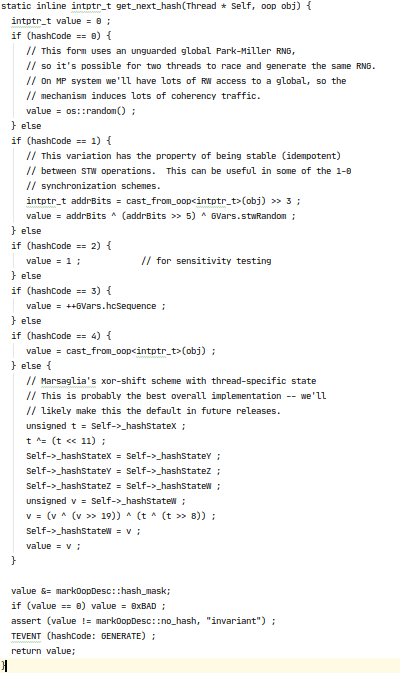 static inline intptr_t get_next_hash(Thread * Self, oop obj) {
  intptr_t value = 0 ;
  if (hashCode == 0) {
     // This form uses an unguarded global Park-Miller RNG,
     // so it's possible for two threads to race and generate the same RNG.
     // On MP system we'll have lots of RW access to a global, so the
     // mechanism induces lots of coherency traffic.
     value = os::random() ;
  } else
  if (hashCode == 1) {
     // This variation has the property of being stable (idempotent)
     // between STW operations.  This can be useful in some of the 1-0
     // synchronization schemes.
     intptr_t addrBits = cast_from_oop<intptr_t>(obj) >> 3 ;
     value = addrBits ^ (addrBits >> 5) ^ GVars.stwRandom ;
  } else
  if (hashCode == 2) {
     value = 1 ;            // for sensitivity testing
  } else
  if (hashCode == 3) {
     value = ++GVars.hcSequence ;
  } else
  if (hashCode == 4) {
     value = cast_from_oop<intptr_t>(obj) ;
  } else {
     // Marsaglia's xor-shift scheme with thread-specific state
     // This is probably the best overall implementation -- we'll
     // likely make this the default in future releases.
     unsigned t = Self->_hashStateX ;
     t ^= (t << 11) ;
     Self->_hashStateX = Self->_hashStateY ;
     Self->_hashStateY = Self->_hashStateZ ;
     Self->_hashStateZ = Self->_hashStateW ;
     unsigned v = Self->_hashStateW ;
     v = (v ^ (v >> 19)) ^ (t ^ (t >> 8)) ;
     Self->_hashStateW = v ;
     value = v ;
  }

  value &= markOopDesc::hash_mask;
  if (value == 0) value = 0xBAD ;
  assert (value != markOopDesc::no_hash, "invariant") ;
  TEVENT (hashCode: GENERATE) ;
  return value;
}